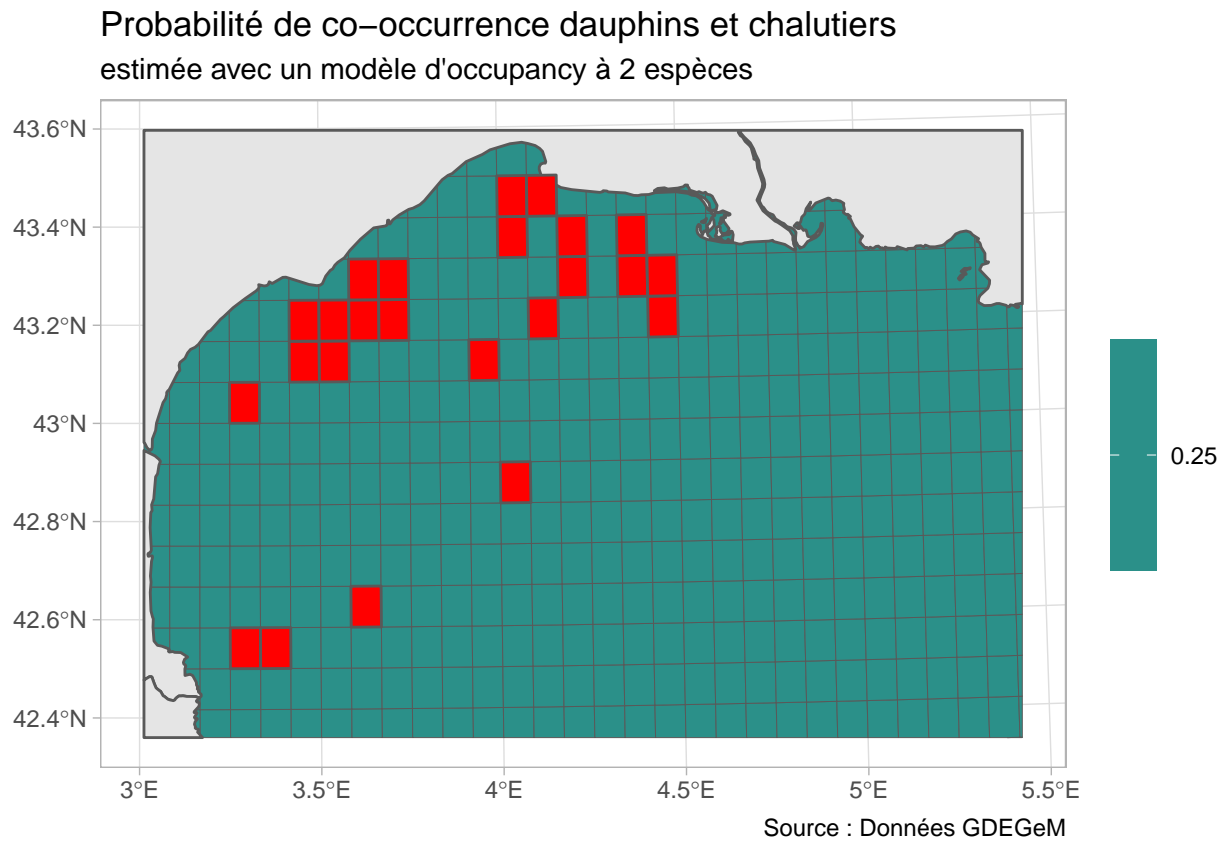 Probabilité de co−occurrence dauphins et chalutiers
estimée avec un modèle d'occupancy à 2 espèces
43.6°N
43.4°N
43.2°N
43°N
42.8°N
42.6°N
42.4°N
0.25
3°E
3.5°E
4°E
4.5°E
5°E
5.5°E
Source : Données GDEGeM